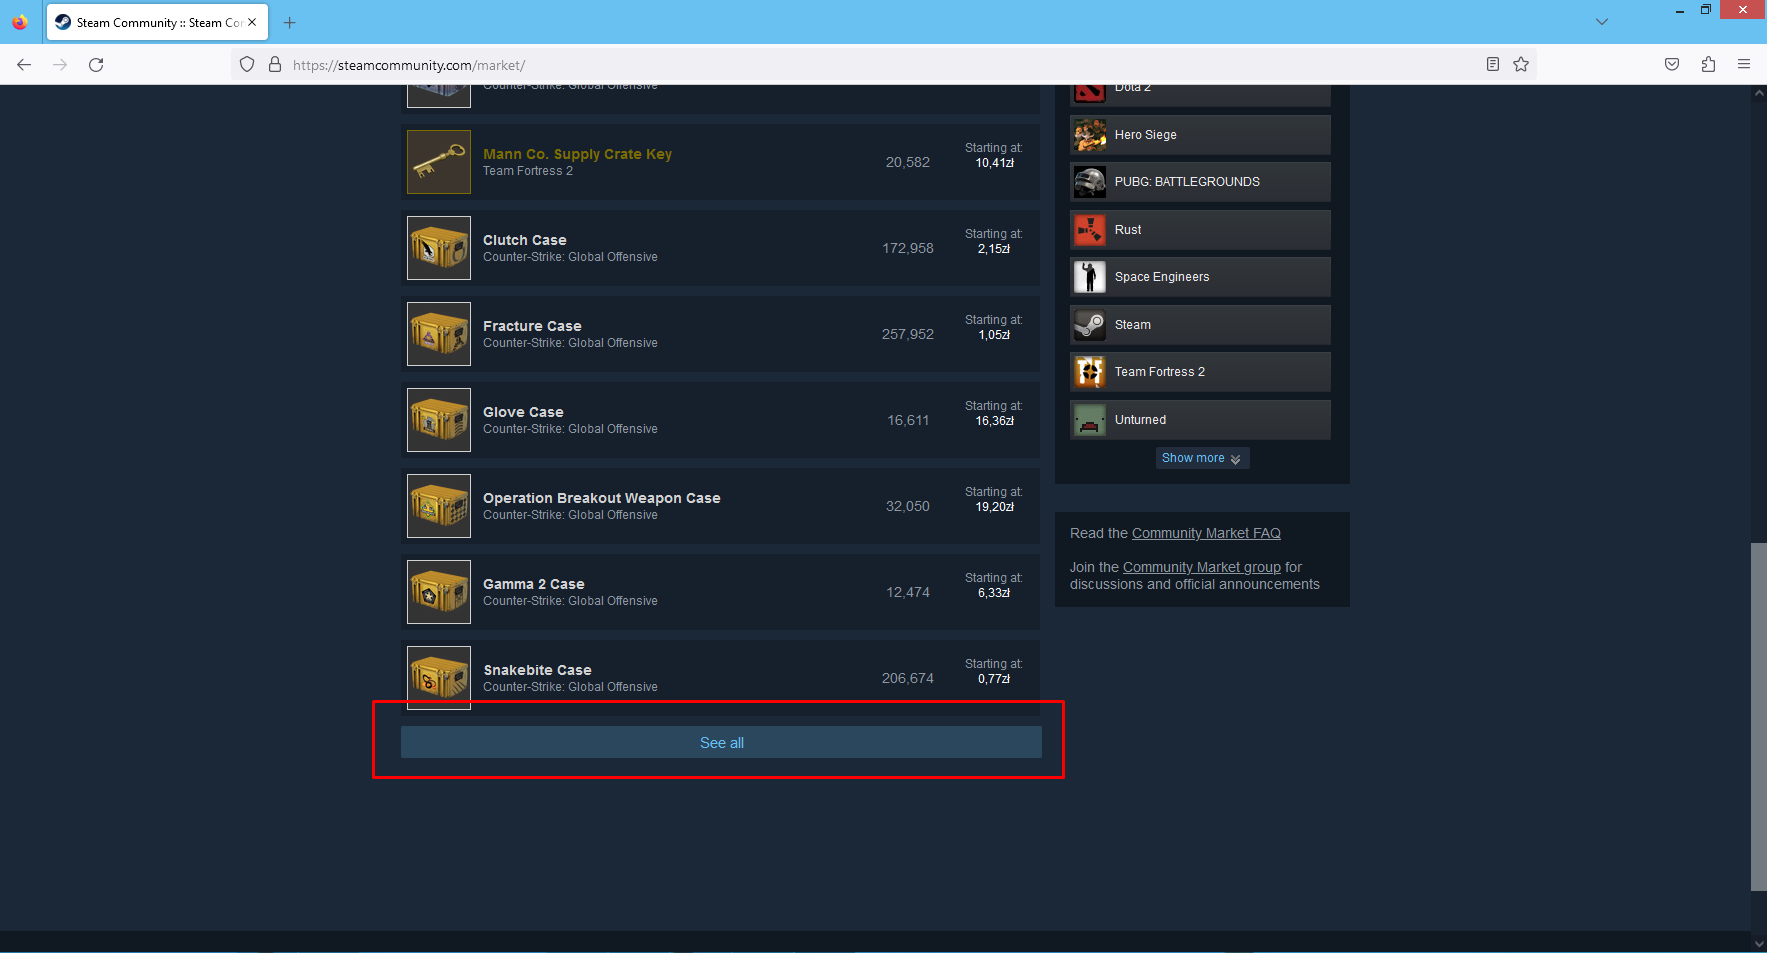 Steam Community :: Steam Co
https://steamcommunity.com/market/
Counter-Strike: Global Offensive
Mann Co. Supply Crate Key
Team Fortress 2
20,582
Starting at:
10,41zł
Clutch Case
Counter-Strike: Global Offensive
172,958
Starting at:
2,15zł
Fracture Case
Counter-Strike: Global Offensive
257,952
Starting at:
1,05zł
Glove Case
Counter-Strike: Global Offensive
16,611
Starting at:
16,36zł
Operation Breakout Weapon Case
Counter-Strike: Global Offensive
32,050
Starting at:
19,20zł
Gamma 2 Case
Counter-Strike: Global Offensive
12,474
Starting at:
6,33zł
Snakebite Case
Counter-Strike: Global Offensive
206,674
Starting at:
0,77zł
See all
Dota 2
Hero Siege
PUBG: BATTLEGROUNDS
Rust
Space Engineers
Steam
Team Fortress 2
Unturned
Show more
Read the Community Market FAQ
Join the Community Market group for
discussions and official announcements